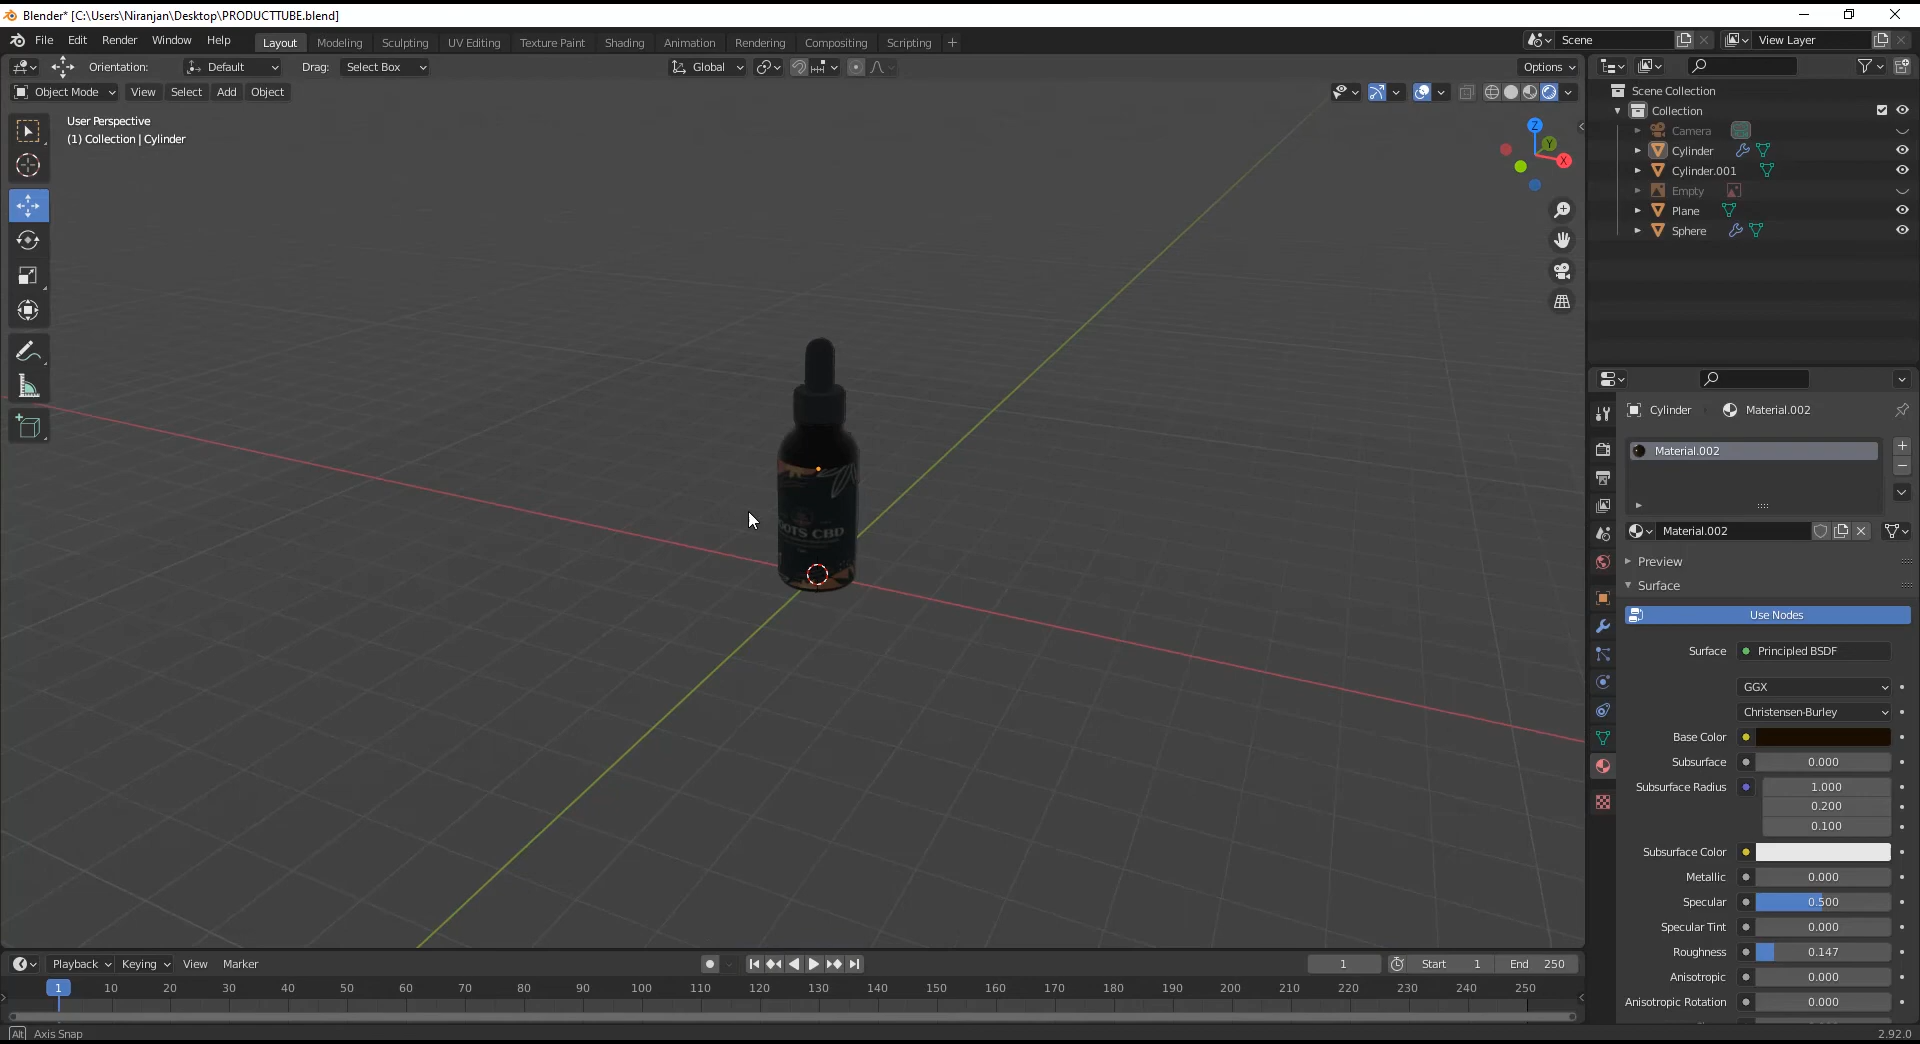 Blender* [C:\Users\Niranjan\Desktop\PRODUCTTUBE.blend]
File Edit Render Window Help
Layout Modeling Sculpting UV Editing Texture Paint Shading Animation Rendering Compositing Scripting +
Scene
View Layer
Orientation: Default Drag: Select Box
Global
Options
Object Mode View Select Add Object
User Perspective
(1) Collection | Cylinder
Z
Y
X
OTS CBD
Scene Collection
Collection
Camera
Cylinder
Cylinder.001
Empty
Plane
Sphere
Cylinder Material.002
Material.002
Material.002
Preview
Surface
Use Nodes
Surface Principled BSDF
GGX
Christensen-Burley
Base Color
Subsurface 0.000
Subsurface Radius 1.000
0.200
0.100
Subsurface Color
Metallic 0.000
Specular 0.500
Specular Tint 0.000
Roughness 0.147
Anisotropic 0.000
Anisotropic Rotation 0.000
Playback Keying View Marker
1 Start 1 End 250
1 10 20 30 40 50 60 70 80 90 100 110 120 130 140 150 160 170 180 190 200 210 220 230 240 250
Alt Axis Snap
2.92.0